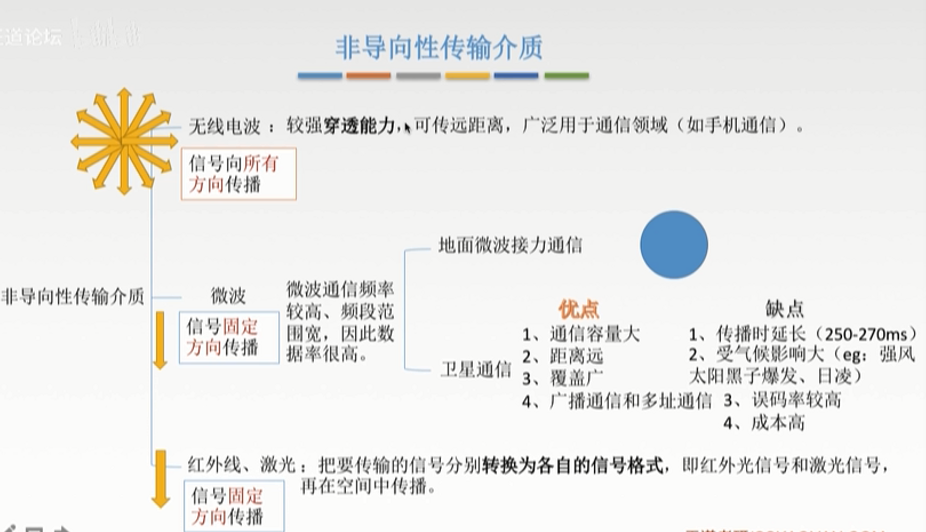 道论坛
非导向性传输介质
无线电波：较强穿透能力，可传远距离，广泛用于通信领域（如手机通信）。
信号向所有
方向传播
地面微波接力通信
非导向性传输介质
微波
信号固定
方向传播
微波通信频率
较高、频段范
围宽，因此数
据率很高。
卫星通信
优点
1、通信容量大
2、距离远
3、覆盖广
4、广播通信和多址通信
缺点
1、传播时延长（250-270ms）
2、受气候影响大（eg：强风
太阳黑子爆发、日凌）
3、误码率较高
4、成本高
红外线、激光：把要传输的信号分别转换为各自的信号格式，即红外光信号和激光信号，
再在空间中传播。
信号固定
方向传播